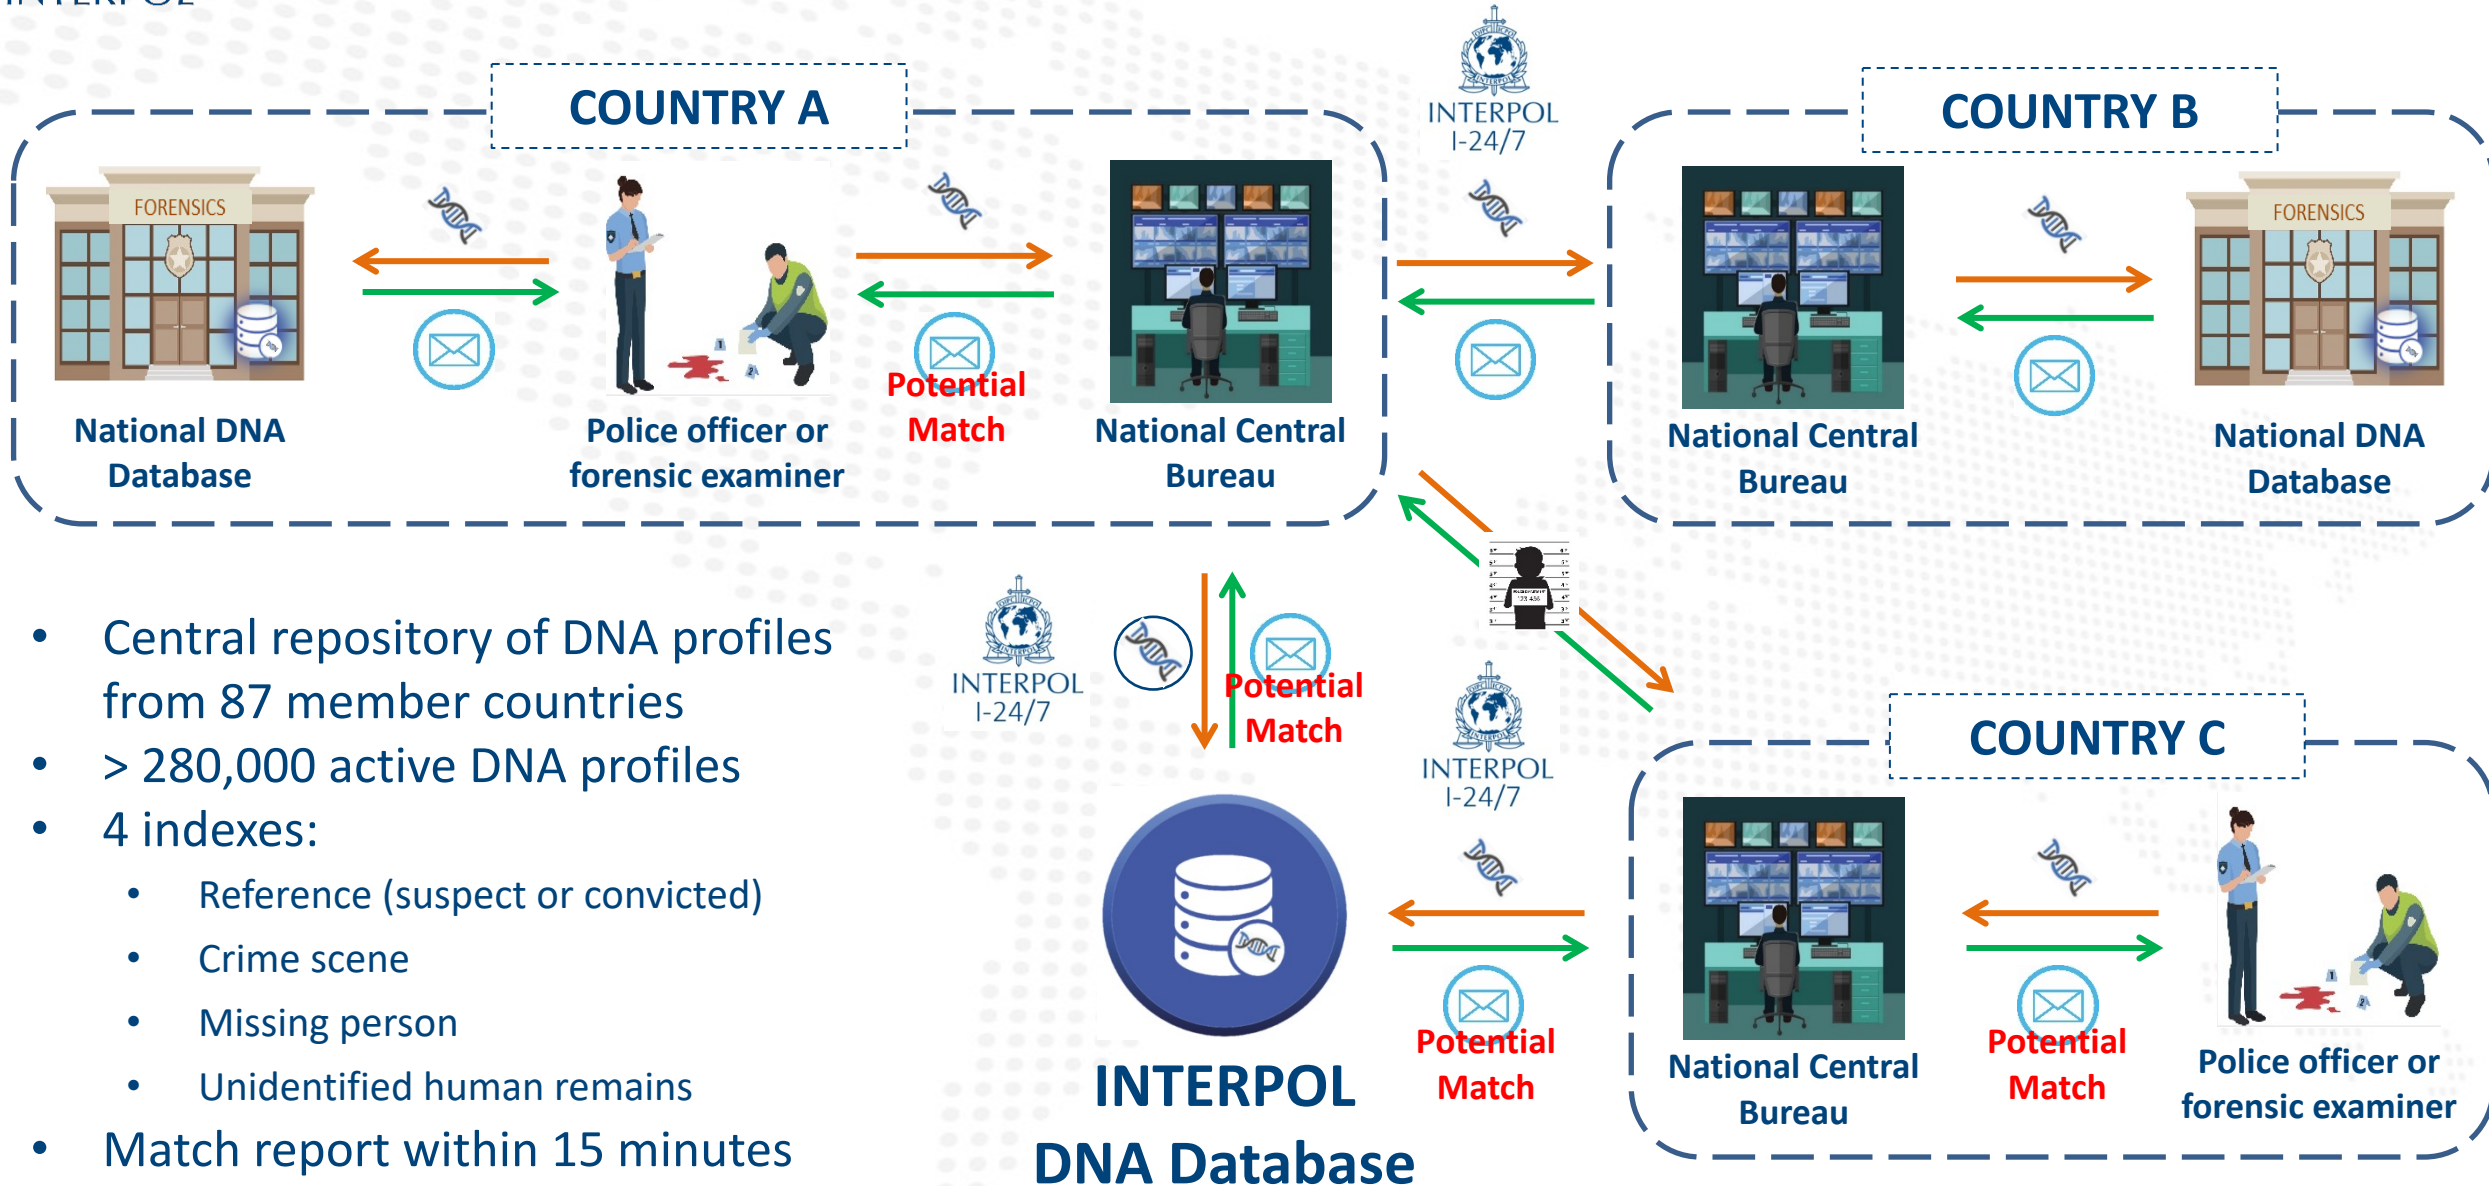 INTERPOL
COUNTRY A
INTERPOL
I-24/7
COUNTRY B
FORENSICS
FORENSICS
Potential
Match
National DNA
Database
Police officer or
forensic examiner
National Central
Bureau
National Central
Bureau
National DNA
Database
• Central repository of DNA profiles
from 87 member countries
• > 280,000 active DNA profiles
• 4 indexes:
• Reference (suspect or convicted)
• Crime scene
• Missing person
• Unidentified human remains
• Match report within 15 minutes
INTERPOL
I-24/7
Potential
Match
INTERPOL
I-24/7
COUNTRY C
INTERPOL
DNA Database
Potential
Match
National Central
Bureau
Potential
Match
Police officer or
forensic examiner